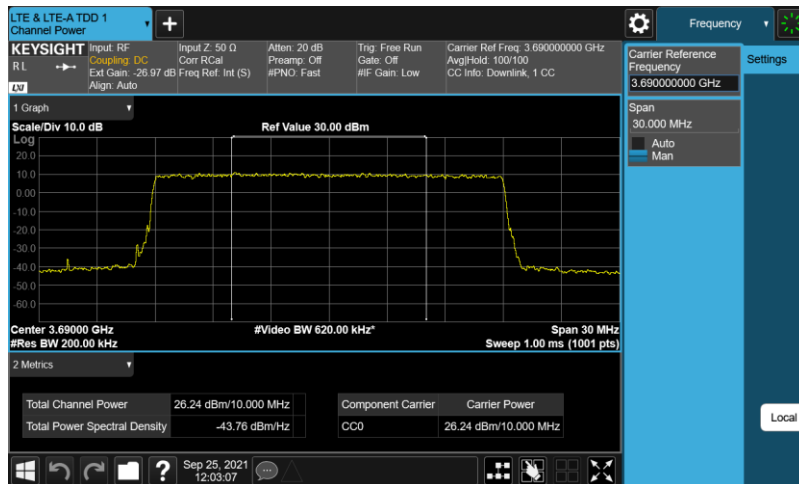 LTE & LTE-A TDD 1
Channel Power
Frequency
KEYSIGHT
Input: RF
Input Z: 50 Ω
Atten: 20 dB
Trig: Free Run
Carrier Ref Freq: 3.690000000 GHz
R L
Coupling: DC
Corr RCal
Preamp: Off
Gate: Off
Avg|Hold: 100/100
Ext Gain: -26.97 dB
Freq Ref: Int (S)
#PNO: Fast
#IF Gain: Low
CC Info: Downlink, 1 CC
LXI
Align: Auto
Carrier Reference
Frequency
3.690000000 GHz
Settings
Span
30.000 MHz
Auto
Man
1 Graph
Scale/Div 10.0 dB
Ref Value 30.00 dBm
Log
20.0
10.0
0.00
-10.0
-20.0
-30.0
-40.0
-50.0
-60.0
Center 3.69000 GHz
#Video BW 620.00 kHz*
Span 30 MHz
#Res BW 200.00 kHz
Sweep 1.00 ms (1001 pts)
2 Metrics
Total Channel Power
26.24 dBm/10.000 MHz
Total Power Spectral Density
-43.76 dBm/Hz
Component Carrier
Carrier Power
CC0
26.24 dBm/10.000 MHz
Local
?
Sep 25, 2021
12:03:07